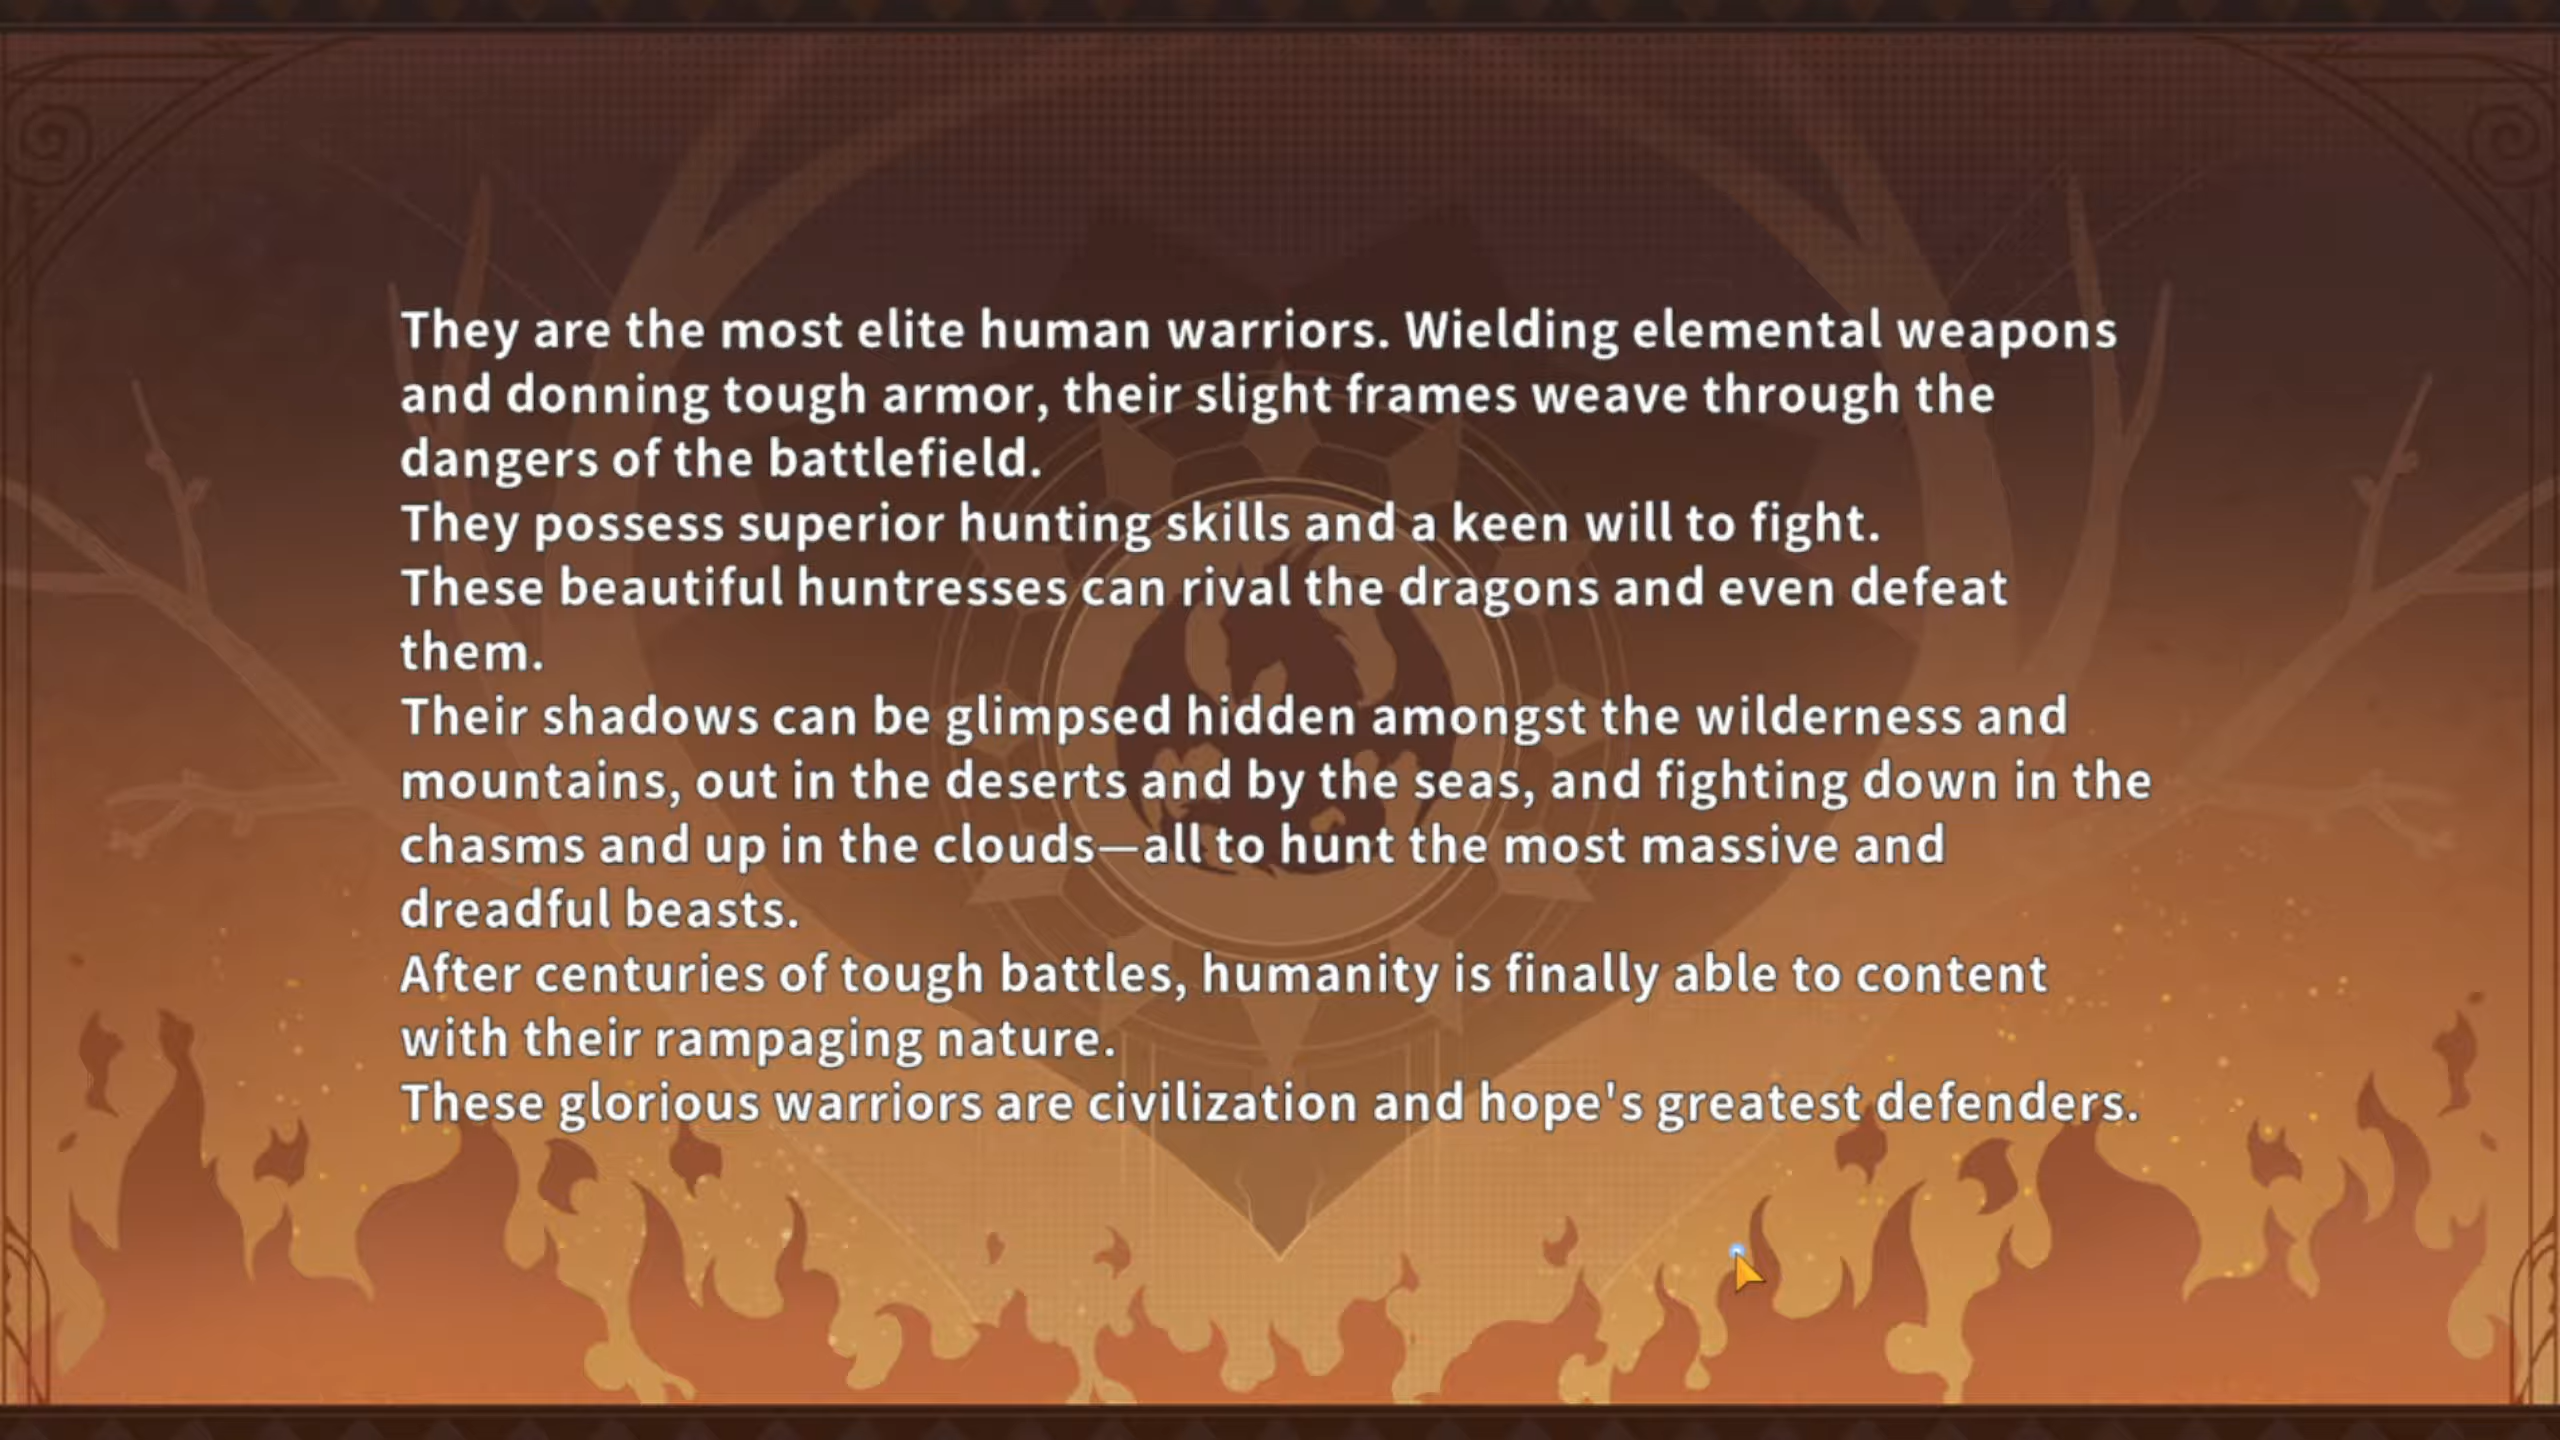 They are the most elite human warriors. Wielding elemental weapons
and donning tough armor, their slight frames weave through the
dangers of the battlefield.
They possess superior hunting skills and a keen will to fight.
These beautiful huntresses can rival the dragons and even defeat
them.
Their shadows can be glimpsed hidden amongst the wilderness and
mountains, out in the deserts and by the seas, and fighting down in the
chasms and up in the clouds—all to hunt the most massive and
dreadful beasts.
After centuries of tough battles, humanity is finally able to content
with their rampaging nature.
These glorious warriors are civilization and hope's greatest defenders.